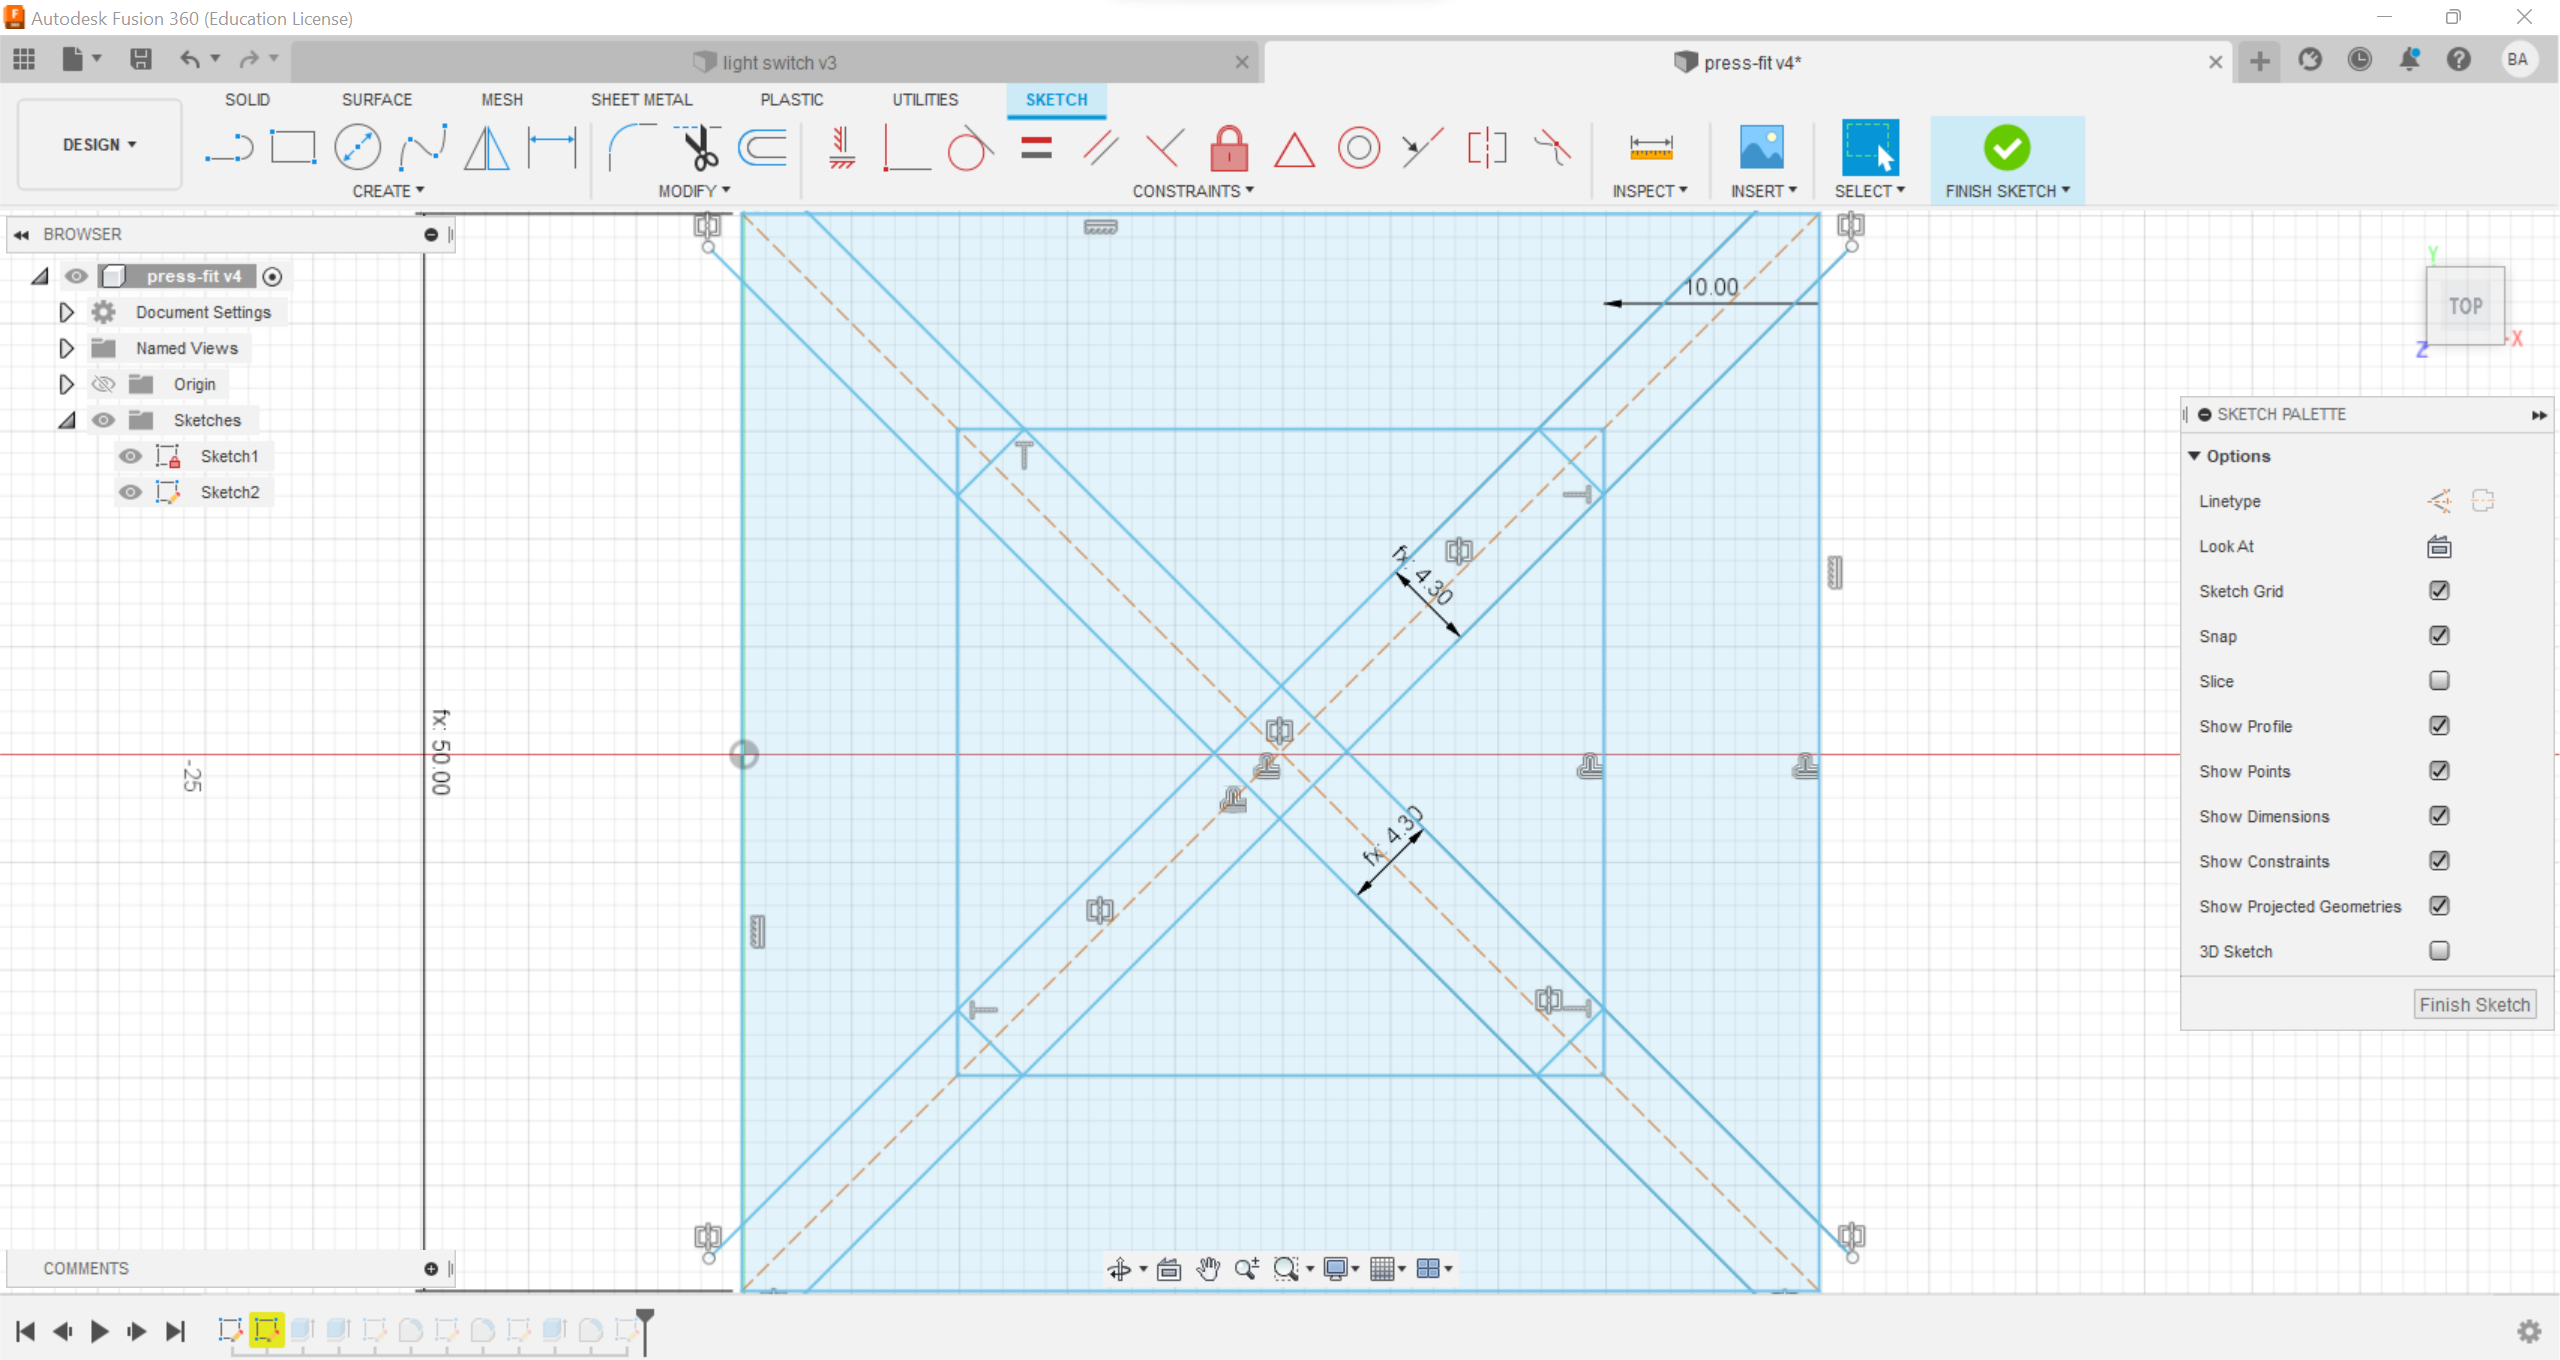 Autodesk Fusion 360 (Education License)
light switch v3
press-fit v4*
BA
DESIGN
SOLID
SURFACE
MESH
SHEET METAL
PLASTIC
UTILITIES
SKETCH
CREATE
MODIFY
CONSTRAINTS
INSPECT
INSERT
SELECT
FINISH SKETCH
BROWSER
press-fit v4
Document Settings
Named Views
Origin
Sketches
Sketch1
Sketch2
10.00
fx: 4.30
fx: 4.30
fx: 50.00
-25
Y
TOP
X
Z
SKETCH PALETTE
Options
Linetype
Look At
Sketch Grid
Snap
Slice
Show Profile
Show Points
Show Dimensions
Show Constraints
Show Projected Geometries
3D Sketch
Finish Sketch
COMMENTS